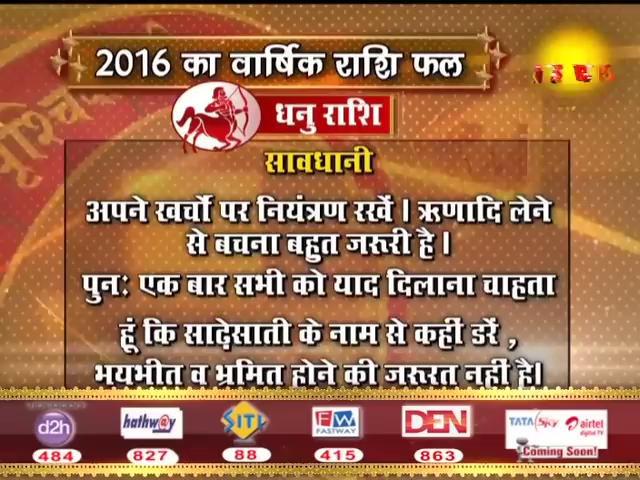 2016 का वार्षिक राशि फल
धनु राशि
सावधानी
अपने खर्चो पर नियंत्रण रखें। ऋणादि लेने
से बचना बहुत जरूरी है।
पुनः एक बार सभी को याद दिलाना चाहता
हूं कि साढ़ेसाती के नाम से कहीं डरें ,
भयभीत व भ्रमित होने की जरूरत नहीं है।
d2h
hathw@y
SITI
FW
FASTWAY
DEN
TATA Sky
airtel
digital TV
484
827
88
415
863
Coming Soon!